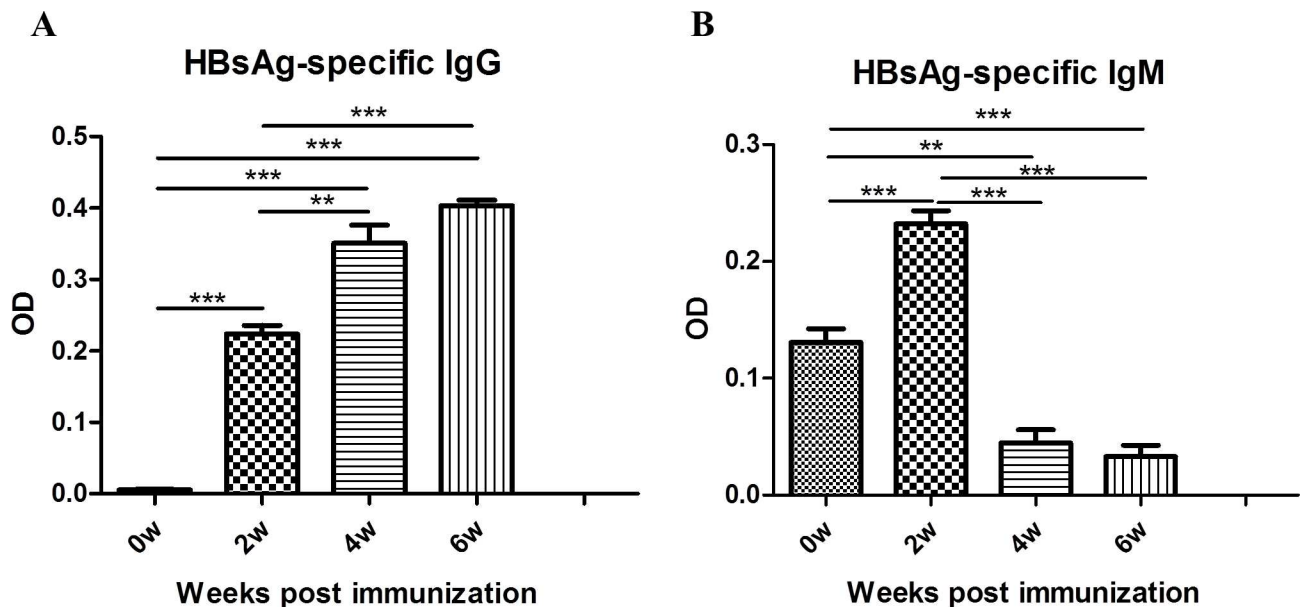 A
HBsAg-specific IgG
***
***
***
**
***
0.5
0.4
0.3
0.2
0.1
0.0
OD
0w
2w
4w
6w
Weeks post immunization
B
HBsAg-specific IgM
***
**
***
***
***
0.3
0.2
0.1
0.0
OD
0w
2w
4w
6w
Weeks post immunization